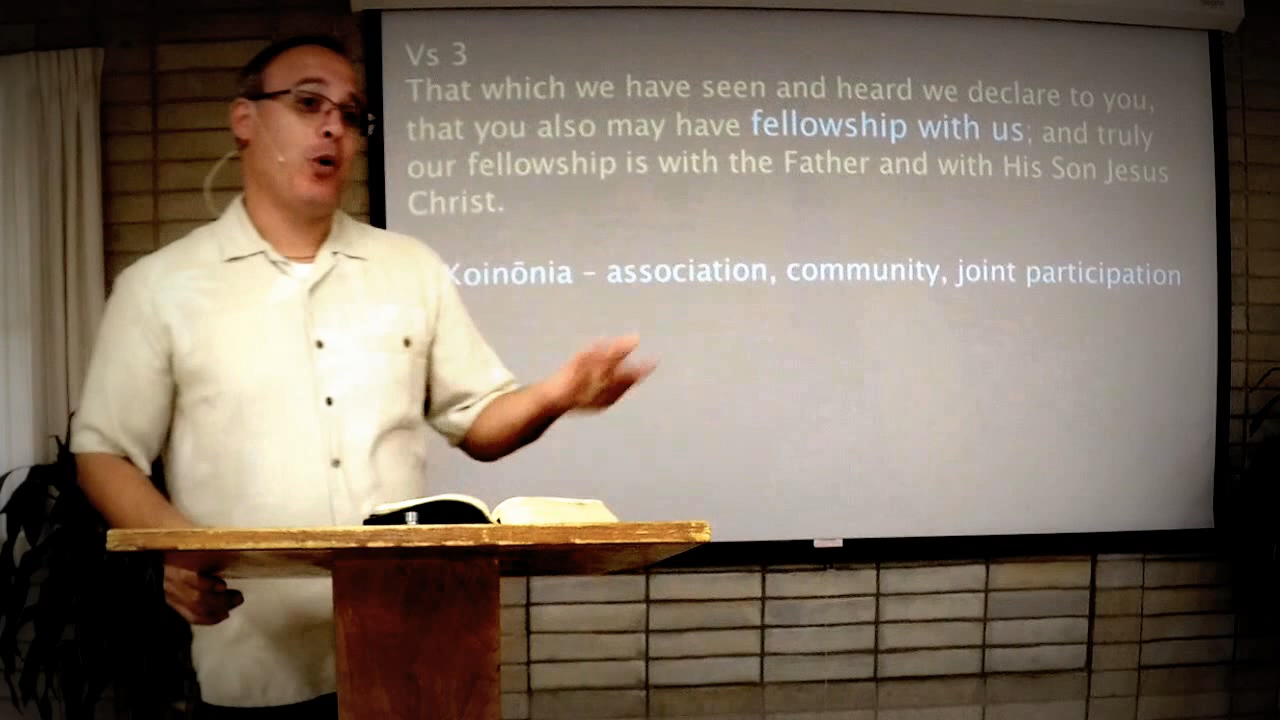 Vs 3
That which we have seen and heard we declare to you,
that you also may have fellowship with us; and truly
our fellowship is with the Father and with His Son Jesus
Christ.
Koinōnia – association, community, joint participation